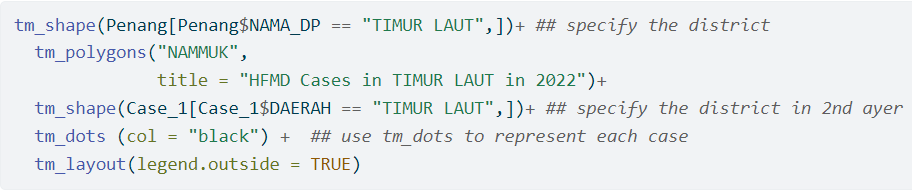 tm_shape(Penang[Penang$NAMA_DP == "TIMUR LAUT",])+ ## specify the district
  tm_polygons("NAMMUK",
              title = "HFMD Cases in TIMUR LAUT in 2022")+
  tm_shape(Case_1[Case_1$DAERAH == "TIMUR LAUT",])+ ## specify the district in 2nd ayer
  tm_dots (col = "black") +  ## use tm_dots to represent each case
  tm_layout(legend.outside = TRUE)